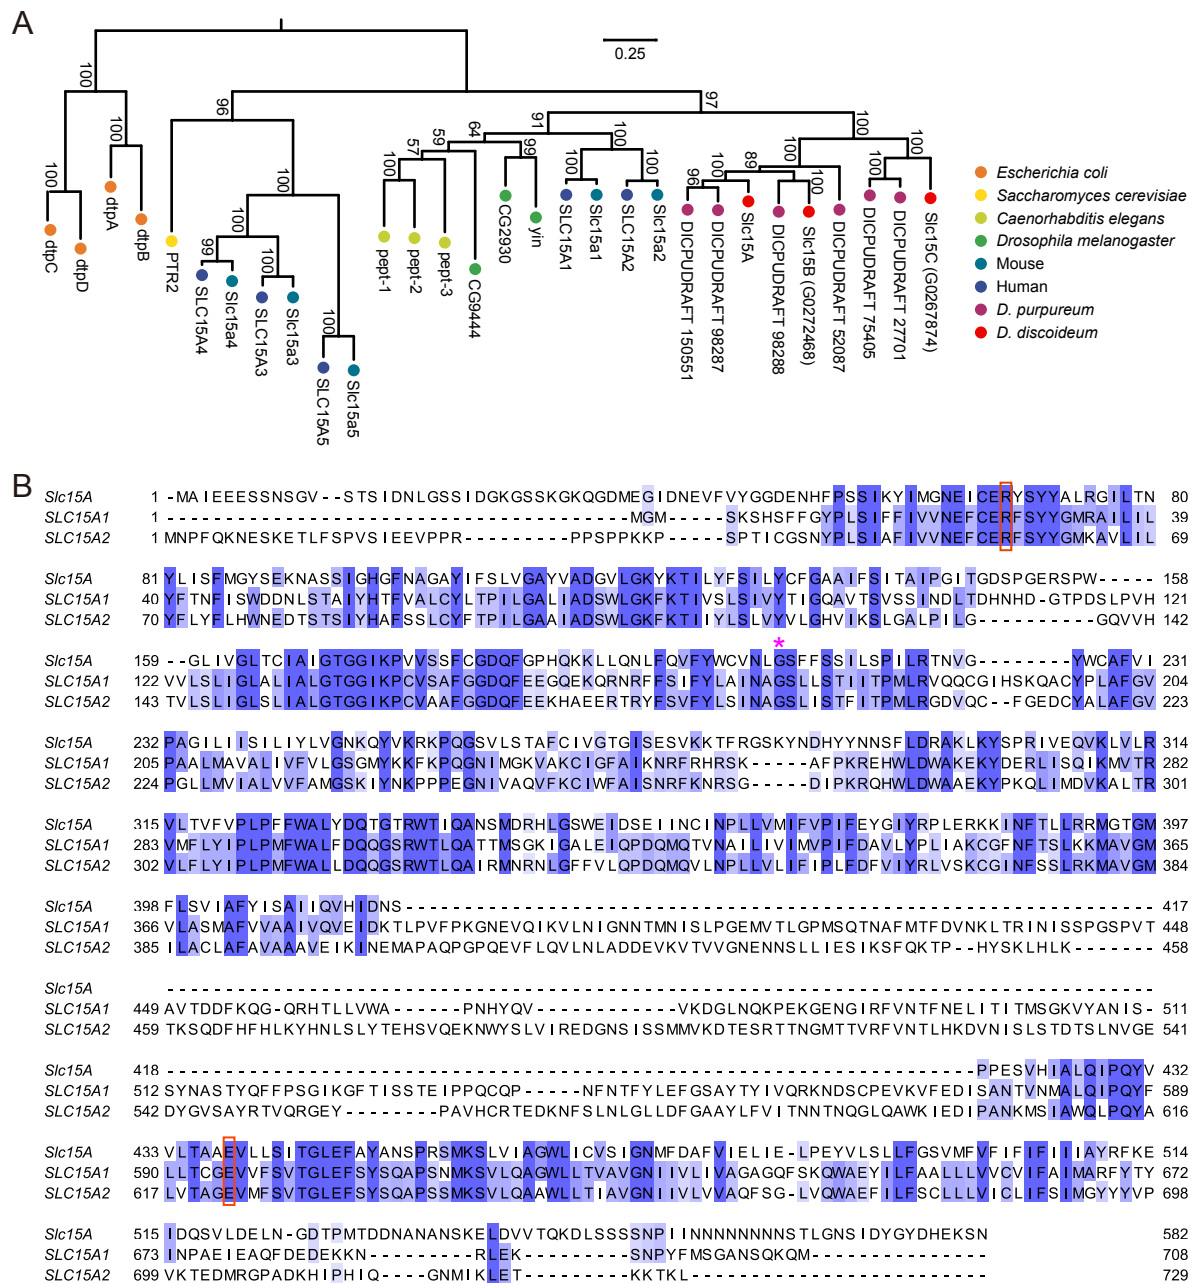 A
0.25
100
96
97
100
100
100
100
100
99
100
100
91
64
59
57
100
99
100
100
100
100
100
89
100
96
100
100
100
dtpC
dtpD
dtpA
dtpB
PTR2
SLC15A4
Slc15a4
SLC15A3
Slc15a3
SLC15A5
Slc15a5
pept-1
pept-2
pept-3
CG9444
CG2930
yin
SLC15A1
Slc15a1
SLC15A2
Slc15a2
DICPUDRAFT 150551
DICPUDRAFT 98287
Slc15A
DICPUDRAFT 98288
Slc15B (G0272468)
DICPUDRAFT 52087
DICPUDRAFT 75405
DICPUDRAFT 27701
Slc15C (G0267874)
Escherichia coli
Saccharomyces cerevisiae
Caenorhabditis elegans
Drosophila melanogaster
Mouse
Human
D. purpureum
D. discoideum
B
Slc15A 1 -MAIEEESSNSGV--STSIDNLGSSIDGKGSSKGKQGDMEGIDNEVFVYGGDENHFPSSIKYIMGNEICERYSYYALRGILTN 80
SLC15A1 1 -------------------------------MGM-----SKSHSFFGYPLSIFFIVVNEFCERFSYYGMRAILIL 39
SLC15A2 1 MNPFQKNESKETLFSPVSIEEVPPR---------PPSPPKKP-----SPTICGSNYPLSIAFIVVNEFCERFSYYGMKAVLIL 69
Slc15A 81 YLISFMGYSEKNASSIGHGFNAGAYIFSLVGAYVADGVLGKYKTILYFSILYCFGAAIFSITAIPGITGDSPGERSPW----- 158
SLC15A1 40 YFTNFISWDDNLSTAIYHTFVALCYLTPILGALIADSWLGKFKTIVSLSIVYTIGQAVTSVSSINDLTDHNHD-GTPDSLPVH 121
SLC15A2 70 YFLYFLHWNEDTSTSIYHAFSSLCYFTPILGAAIADSWLGKFKTIIYLSLVYVLGHVIKSLGALPILG---------GQVVH 142
*
Slc15A 159 --GLIVGLTCIAIGTGGIKPVVSSFCGDQFGPHQKKLLQNLFQVFYWCVNLGSFFSSILSPILRTNVG--------YWCAFVI 231
SLC15A1 122 VVLSLIGLALIALGTGGIKPCVSAFGGDQFEEGQEKQRNRFFSIFYLAINAGSLLSTIITPMLRVQQCGIHSKQACYPLAFGV 204
SLC15A2 143 TVLSLIGLSLIALGTGGIKPCVAAFGGDQFEEKHAEERTRYFSVFYLSINAGSLISTFITPMLRGDVQC--FGEDCYALAFGV 223
Slc15A 232 PAGILIISILIYLVGNKQYVKRKPQGSVLSTAFCIVGTGISESVKKTFRGSKYNDHYYNNSFLDRAKLKYSPRIVEQVKLVLR 314
SLC15A1 205 PAALMAVALIVFVLGSGMYKKFKPQGNIMGKVAKCIGFAIKNRFRHRSK-----AFPKREHWLDWAKEKYDERLISQIKMVTR 282
SLC15A2 224 PGLLMVIALVVFAMGSKIYNKPPPEGNIVAQVFKCIWFAISNRFKNRSG-----DIPKRQHWLDWAAEKYPKQLIMDVKALTR 301
Slc15A 315 VLTVFVPLPFFWALYDQTGTRWTIQANSMDRHLGSWEIDSEIINCINPLLVMIFVPIFEYGIYRPLERKKINFTLLRRMGTGM 397
SLC15A1 283 VMFLYIPLPMFWALFDQQGSRWTLQATTMSGKIGALEIQPDQMQTVNAILIVIMVPIFDAVLYPLIAKCGFNFTSLKKMAVGM 365
SLC15A2 302 VLFLYIPLPMFWALLDQQGSRWTLQAIRMNRNLGFFVLQPDQMQVLNPLLVLIFIPLFDFVIYRLVSKCGINFSSLRKMAVGM 384
Slc15A 398 FLSVIAFYISAIIQVHIDNS--------------------------------------------------------------- 417
SLC15A1 366 VLASMAFVVAAIVQVEIDKTLPVFPKGNEVQIKVLNIGNNTMNISLPGEMVTLGPMSQTNAFMTFDVNKLTRINISSPGSPVT 448
SLC15A2 385 ILACLAFAVAAAVEIKINEMAPAQPGPQEVFLQVLNLADDEVKVTVVGNENNSLLIESIKSFQKTP--HYSKLHLK------- 458
Slc15A -----------------------------------------------------------------------------------
SLC15A1 449 AVTDDFKQG-QRHTLLVWA------PNHYQV------------VKDGLNQKPEKGENGIRFVNTFNELITITMSGKVYANIS- 511
SLC15A2 459 TKSQDFHFHLKYHNLSLYTEHSVQEKNWYSLVIREDGNSISSMMVKDTESRTTNGMTTVRFVNTLHKDVNISLSTDTSLNVGE 541
Slc15A 418 --------------------------------------------------------------------PPESVHIALQIPQYV 432
SLC15A1 512 SYNASTYQFFPSGIKGFTISSTEIPPQCQP-----NFNTFYLEFGSAYTYIVQRKNDSCPEVKVFEDISANTVNMALQIPQYF 589
SLC15A2 542 DYGVSAYRTVQRGEY--------PAVHCRTEDKNFSLNLGLLDFGAAYLFVITNNTNQGLQAWKIEDIPANKMSIAWQLPQYA 616
Slc15A 433 VLTAAEVLLSITGLEFAYANSPRSMKSLVIAGWLICVSIGNMFDAFVIELIE-LPEYVLSLLFGSVMFVFIFIFIIIAYRFKE 514
SLC15A1 590 LLTCGEVVFSVTGLEFSYSQAPSNMKSVLQAGWLLTVAVGNIIVLIVAGAGQFSKQWAEYILFAALLLVVCVIFAIMARFYTY 672
SLC15A2 617 LVTAGEVMFSVTGLEFSYSQAPSSMKSVLQAAWLLTIAVGNIIVLVVAQFSG-LVQWAEFILFSCLLLVICLIFSIMGYYYVP 698
Slc15A 515 IDQSVLDELN-GDTPMTDDNANANSKELDVVTQKDLSSSSNPIINNNNNNNNSTLGNSIDYGYDHEKSN 582
SLC15A1 673 INPAEIEAQFDEDEKKN---------RLEK------SNPYFMSGANSQKQM------------------ 708
SLC15A2 699 VKTEDMRGPADKHIPHIQ---GNMIKLET---------KKTKL-------------------------- 729